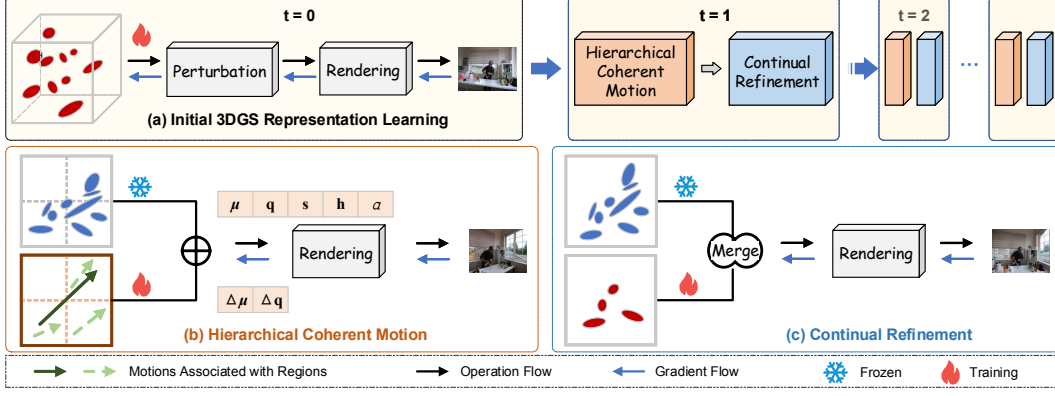 t = 0
Perturbation
Rendering
(a) Initial 3DGS Representation Learning
t = 1
Hierarchical
Coherent
Motion
Continual
Refinement
t = 2
...
μ q s h α
Rendering
Δμ Δq
(b) Hierarchical Coherent Motion
Merge
Rendering
(c) Continual Refinement
Motions Associated with Regions
Operation Flow
Gradient Flow
Frozen
Training